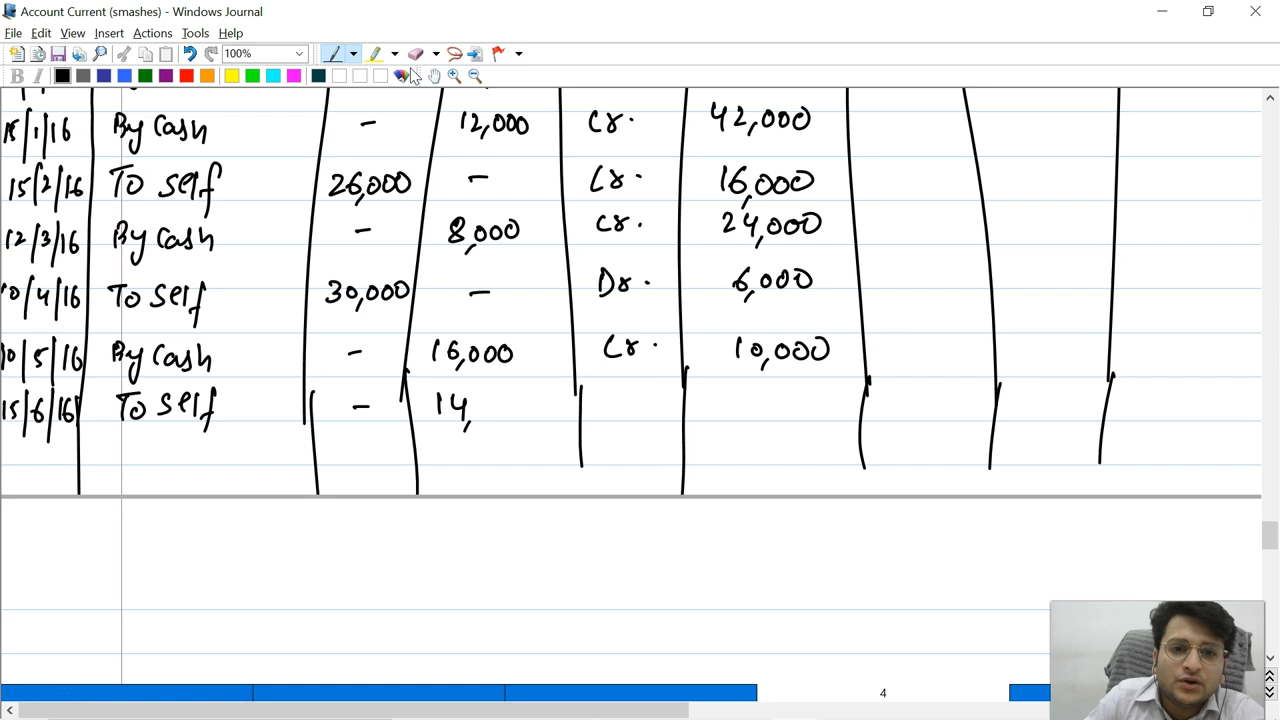 Account Current (smashes) - Windows Journal
File Edit View Insert Actions Tools Help
100%
B I
15/1/16 By Cash - 12,000 Cr. 42,000
15/2/16 To Self 26,000 - Cr. 16,000
12/3/16 By Cash - 8,000 Cr. 24,000
10/4/16 To Self 30,000 - Dr. 6,000
10/5/16 By Cash - 16,000 Cr. 10,000
15/6/16 To Self - 14,
4